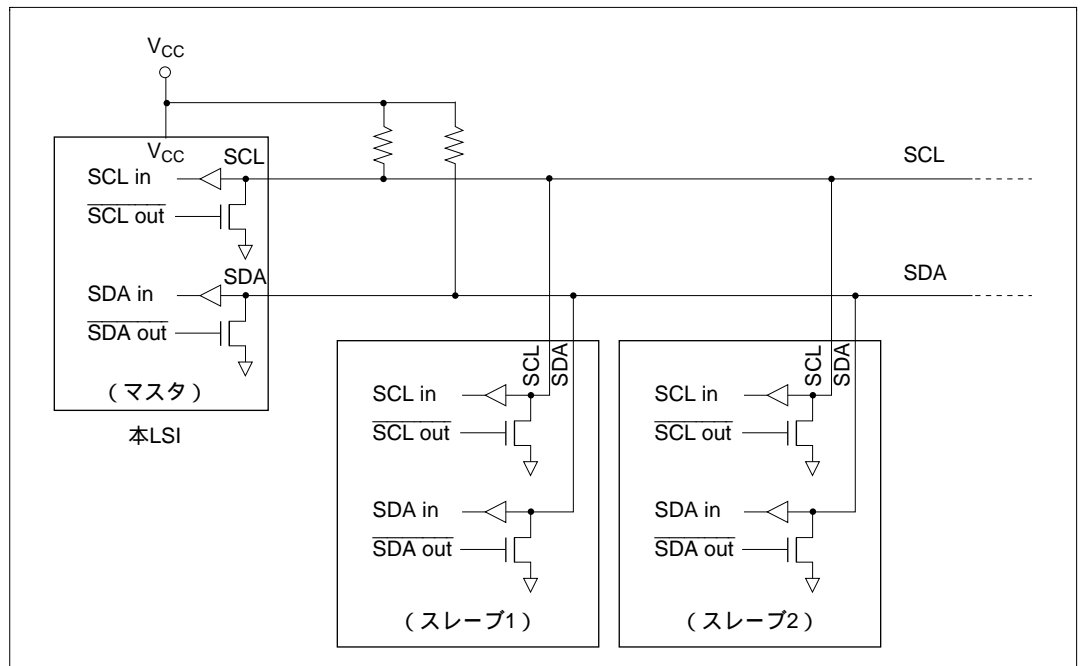 VCC
VCC
SCL
SCL in
SCL out
SDA
SDA in
SDA out
(マスタ)
本LSI
SCL
SDA
SCL
SDA
SCL in
SCL out
SDA in
SDA out
(スレーブ1)
SCL
SDA
SCL in
SCL out
SDA in
SDA out
(スレーブ2)